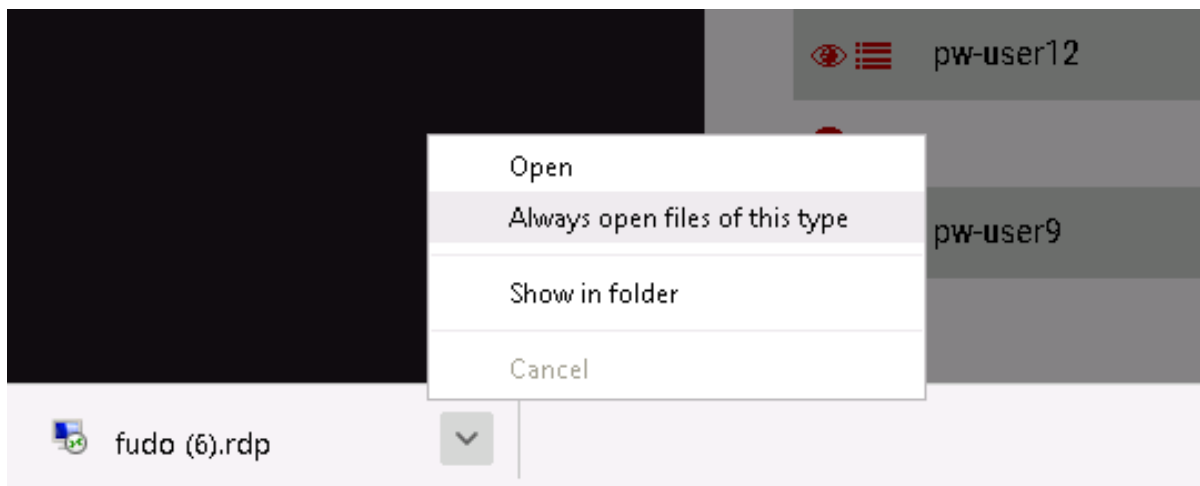 pw-user12
Open
Always open files of this type
pw-user9
Show in folder
Cancel
fudo (6).rdp